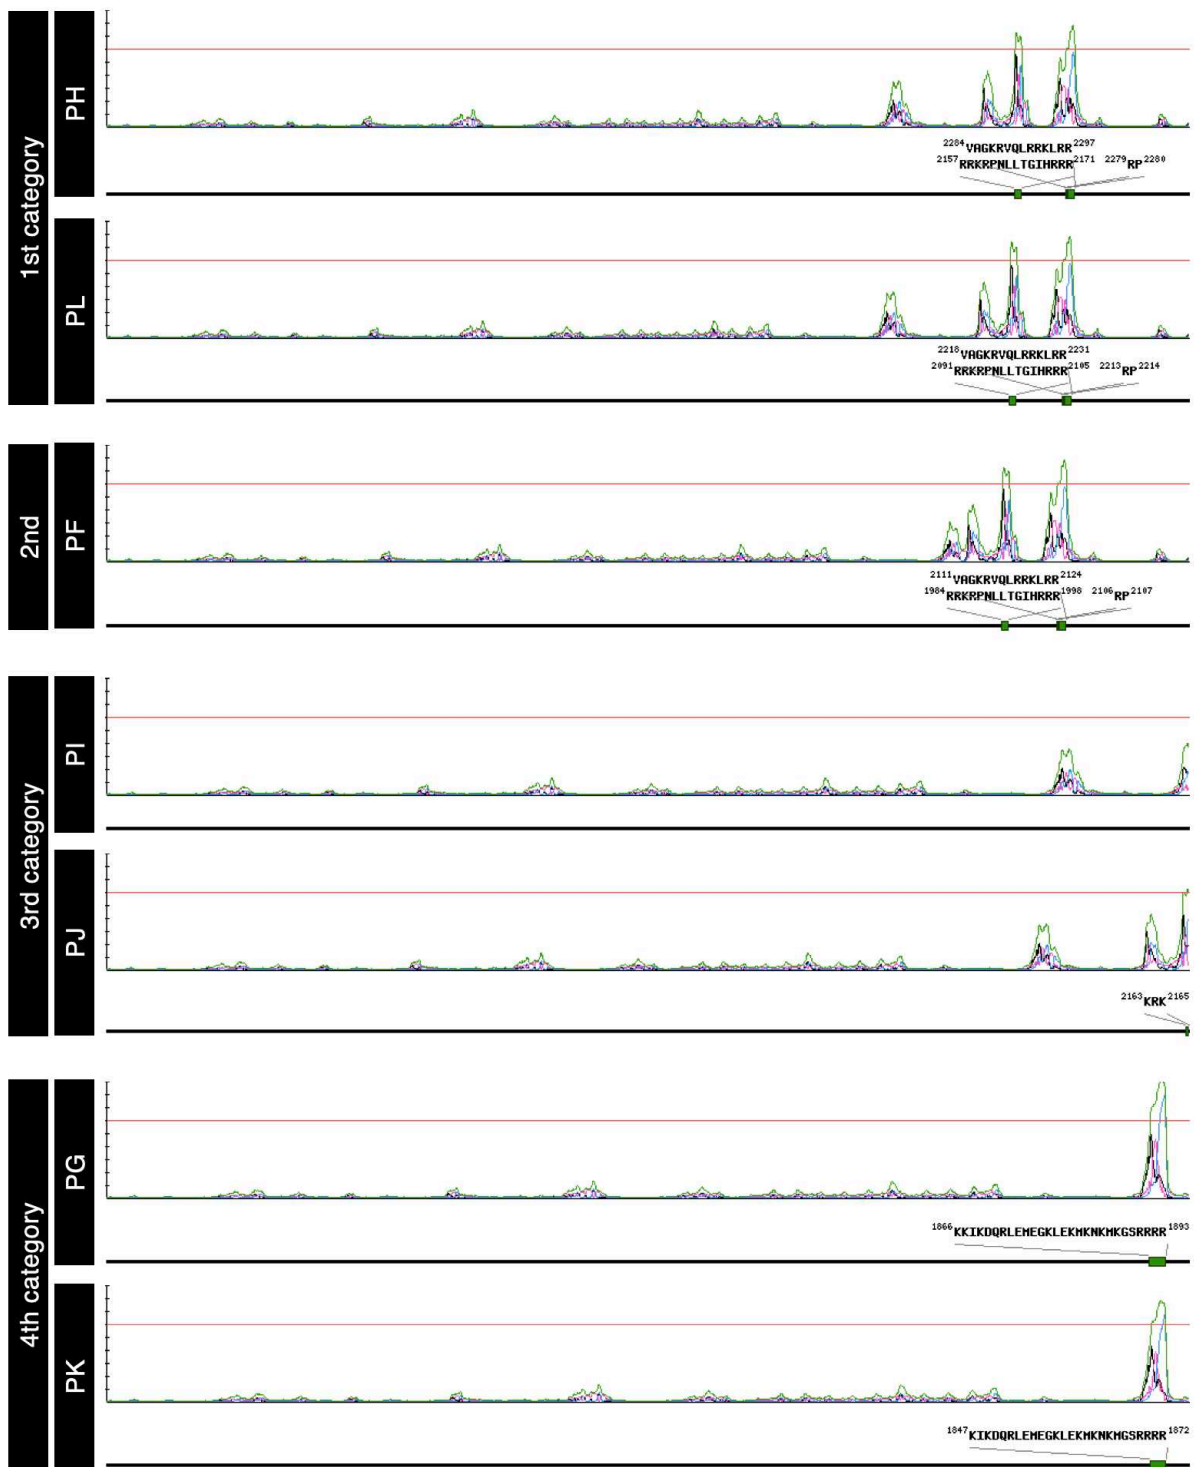 1st category
PH
2284VAGKRVQLRRKLRR2297
2157RRKRPNLLTGIHRRR2171 2279RP2280
PL
2218VAGKRVQLRRKLRR2231
2091RRKRPNLLTGIHRRR2105 2213RP2214
2nd
PF
2111VAGKRVQLRRKLRR2124
1984RRKRPNLLTGIHRRR1998 2106RP2107
3rd category
PI
PJ
2163KRK2165
4th category
PG
1866KKIKDQRLEMEGKLEKMKNKMKGSRRRR1893
PK
1847KIKDQRLEMEGKLEKMKNKMGSRRRR1872